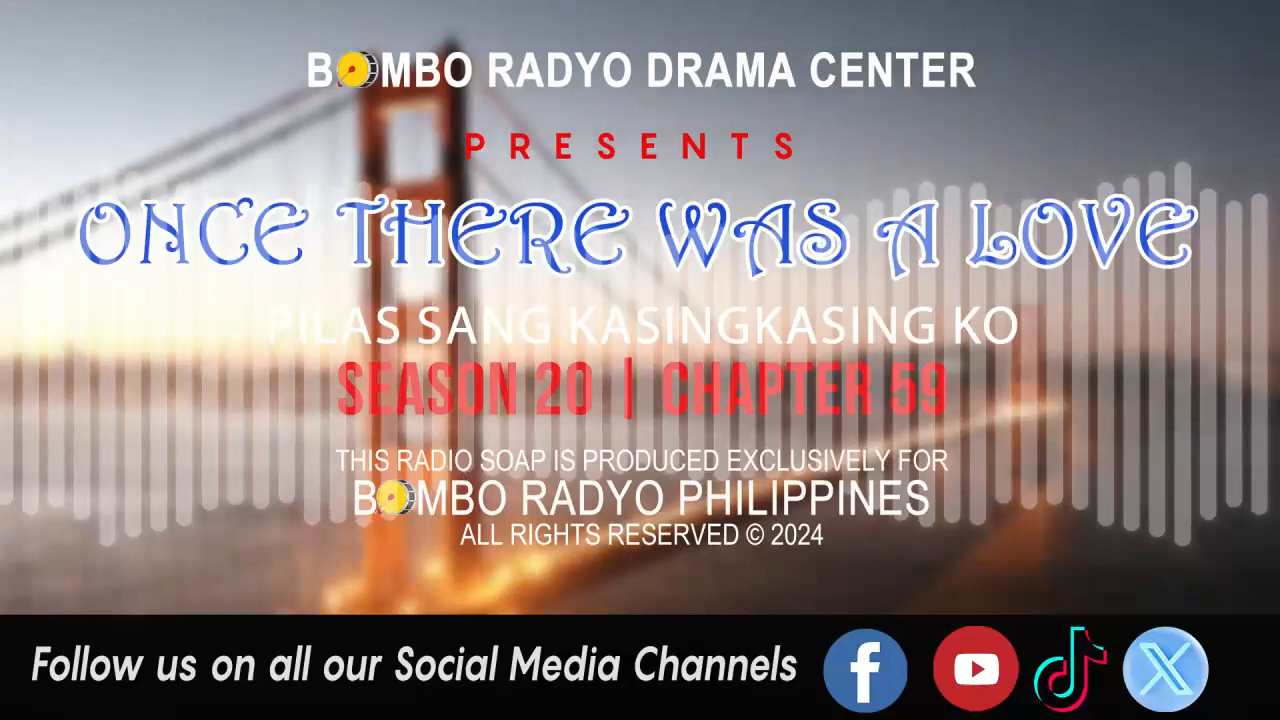 BOMBO RADYO DRAMA CENTER
PRESENTS
ONCE THERE WAS A LOVE
PILAS SANG KASINGKASING KO
SEASON 20 | CHAPTER 59
THIS RADIO SOAP IS PRODUCED EXCLUSIVELY FOR
BOMBO RADYO PHILIPPINES
ALL RIGHTS RESERVED © 2024
Follow us on all our Social Media Channels